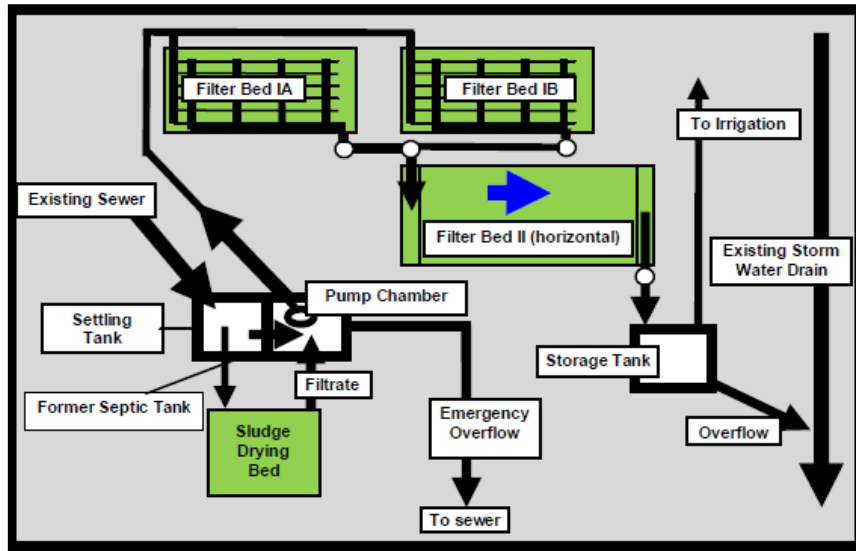 Filter Bed IA
Filter Bed IB
To Irrigation
Existing Sewer
Filter Bed II (horizontal)
Existing Storm
Water Drain
Pump Chamber
Settling
Tank
Storage Tank
Filtrate
Former Septic Tank
Emergency
Overflow
Overflow
Sludge
Drying
Bed
To sewer